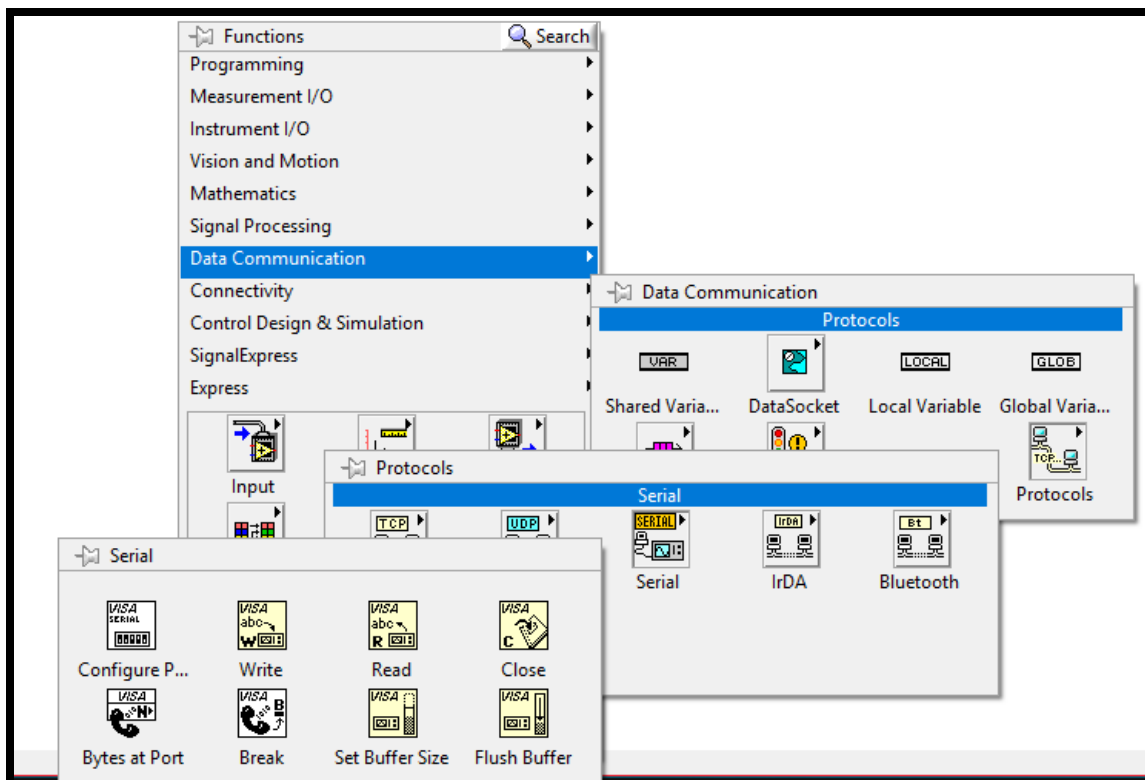 Functions
Search
Programming
Measurement I/O
Instrument I/O
Vision and Motion
Mathematics
Signal Processing
Data Communication
Connectivity
Control Design & Simulation
SignalExpress
Express
Input
Data Communication
Protocols
VAR
LOCAL
GLOB
Shared Varia...
DataSocket
Local Variable
Global Varia...
TCP...
Protocols
Protocols
Serial
TCP
UDP
SERIAL
IrDA
Bt
Serial
IrDA
Bluetooth
Serial
VISA
SERIAL
VISA
abc
W
VISA
abc
R
VISA
C
Configure P...
Write
Read
Close
VISA
N
VISA
B
VISA
VISA
Bytes at Port
Break
Set Buffer Size
Flush Buffer